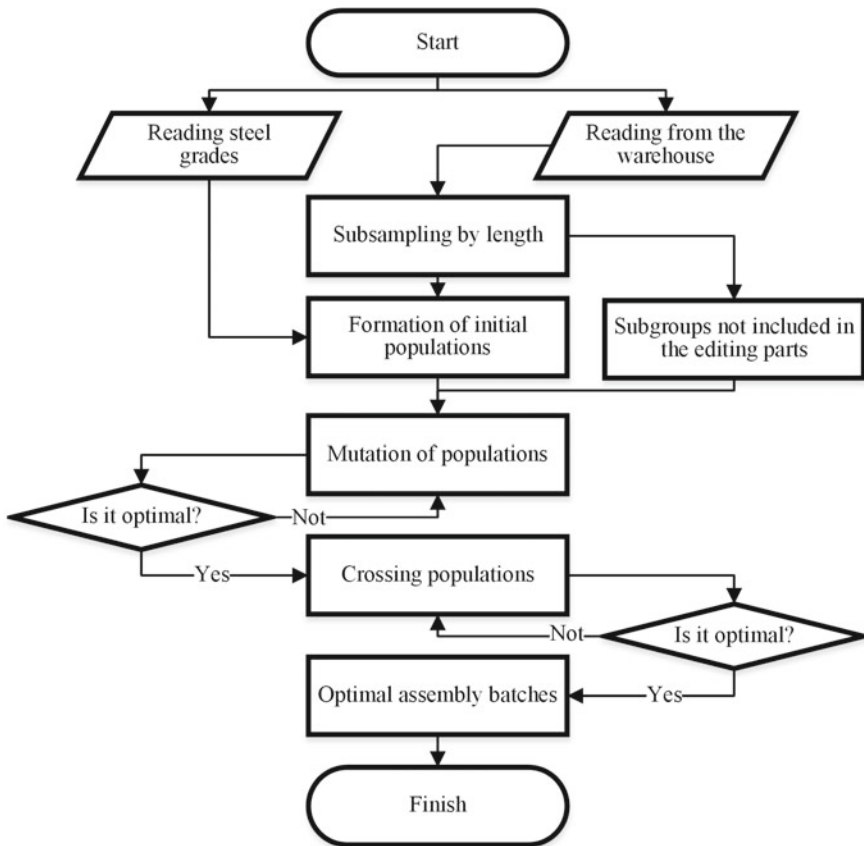 Start
Reading steel
grades
Reading from the
warehouse
Subsampling by length
Formation of initial
populations
Subgroups not included in
the editing parts
Mutation of populations
Is it optimal?
Not
Yes
Crossing populations
Not
Is it optimal?
Optimal assembly batches
Yes
Finish